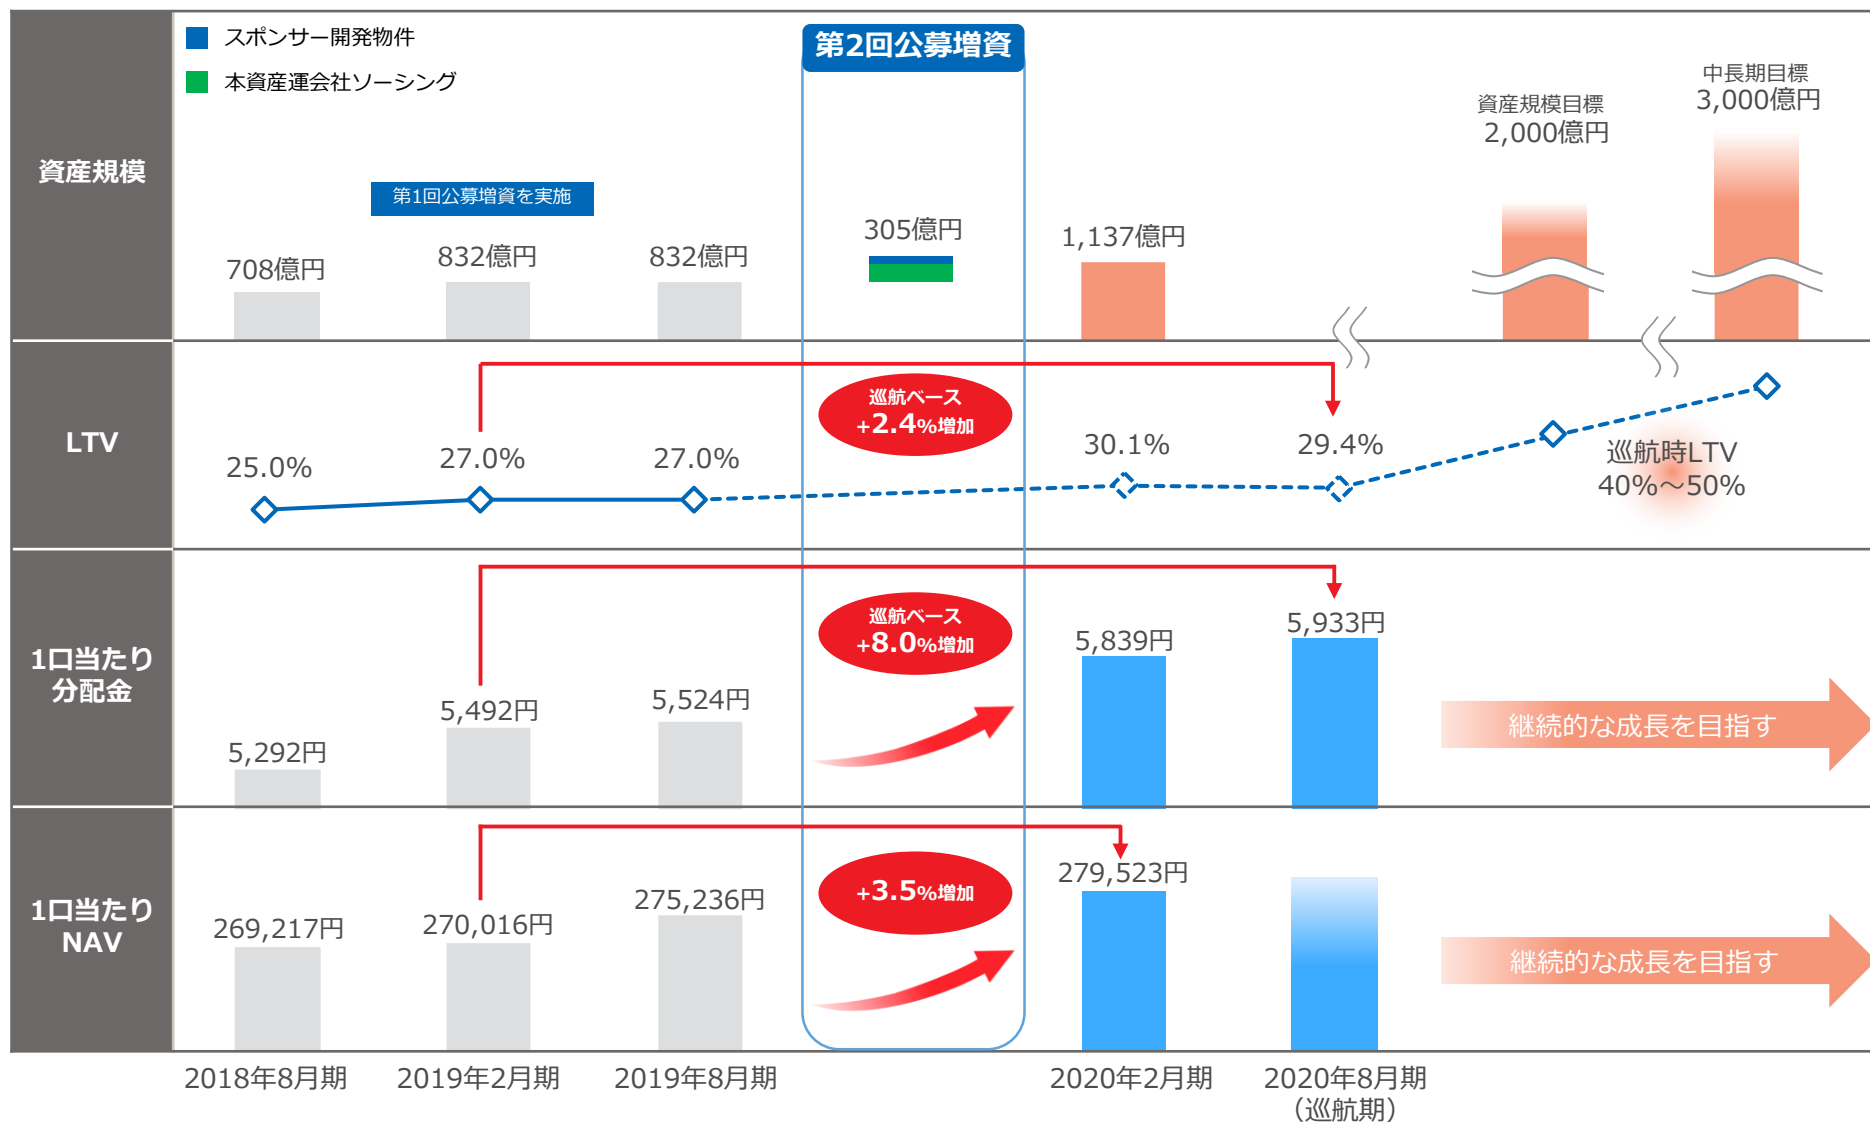 スポンサー開発物件
本資産運会社ソーシング
第2回公募増資
資産規模
第1回公募増資を実施
708億円
832億円
832億円
305億円
1,137億円
資産規模目標
2,000億円
中長期目標
3,000億円
LTV
25.0%
27.0%
27.0%
巡航ベース
+2.4%増加
30.1%
29.4%
巡航時LTV
40%～50%
1口当たり
分配金
5,292円
5,492円
5,524円
巡航ベース
+8.0%増加
5,839円
5,933円
継続的な成長を目指す
1口当たり
NAV
269,217円
270,016円
275,236円
+3.5%増加
279,523円
継続的な成長を目指す
2018年8月期
2019年2月期
2019年8月期
2020年2月期
2020年8月期
（巡航期）